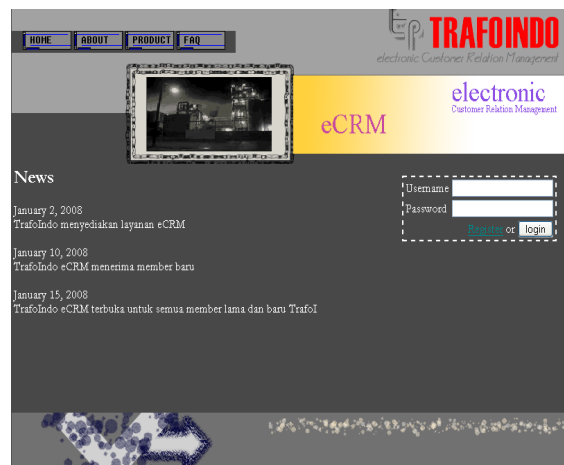 HOME
ABOUT
PRODUCT
FAQ
TRAFOINDO
electronic Customer Relation Management
eCRM
electronic
Customer Relation Management
News
January 2, 2008
TrafoIndo menyediakan layanan eCRM
January 10, 2008
TrafoIndo eCRM menerima member baru
January 15, 2008
TrafoIndo eCRM terbuka untuk semua member lama dan baru TrafoI
Username
Password
Register or login